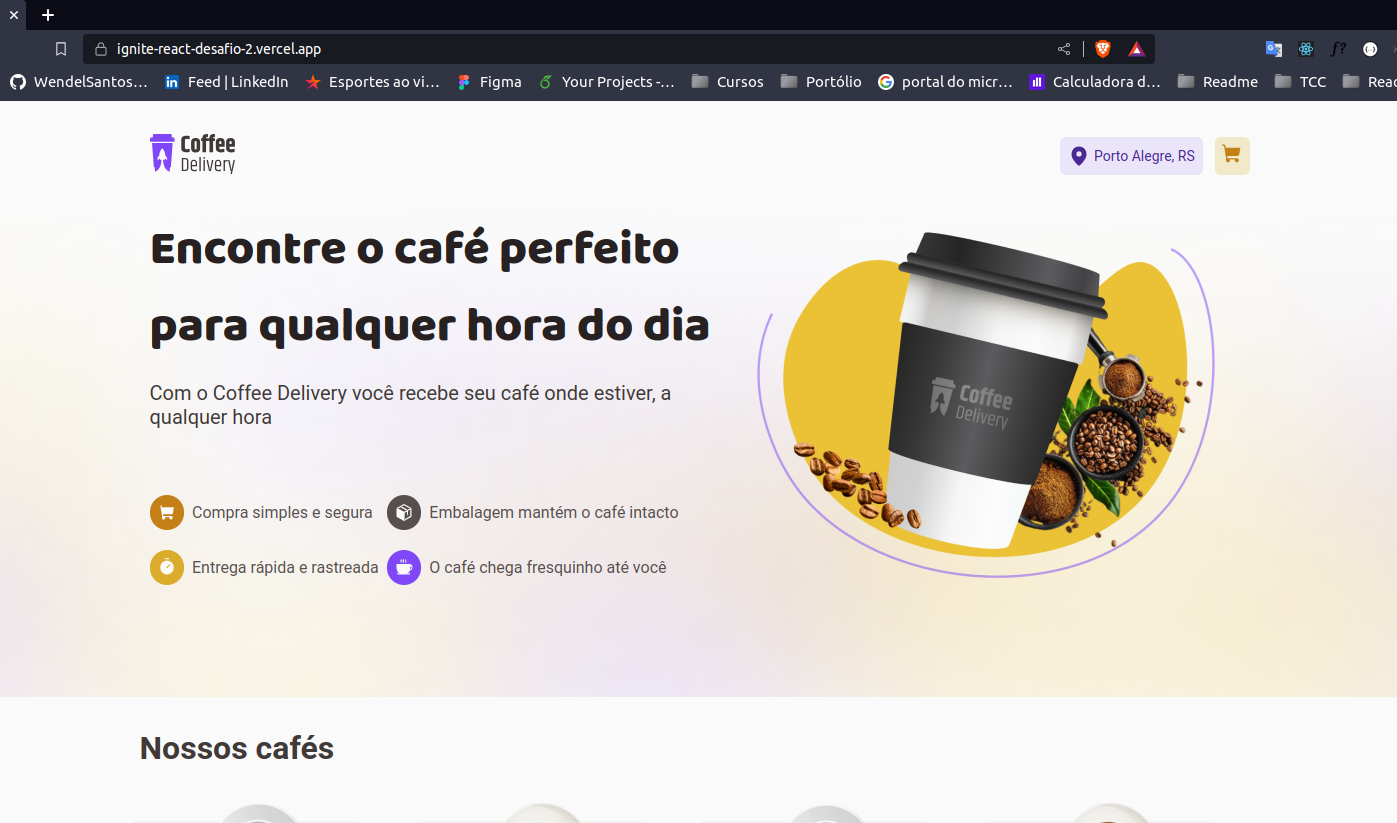 ignite-react-desafio-2.vercel.app
WendelSantos... Feed | LinkedIn Esportes ao vi... Figma Your Projects -... Cursos Portólio portal do micr... Calculadora d... Readme TCC Reac
Coffee
Delivery
Porto Alegre, RS
Encontre o café perfeito
para qualquer hora do dia
Com o Coffee Delivery você recebe seu café onde estiver, a
qualquer hora
Coffee
Delivery
Compra simples e segura Embalagem mantém o café intacto
Entrega rápida e rastreada O café chega fresquinho até você
Nossos cafés